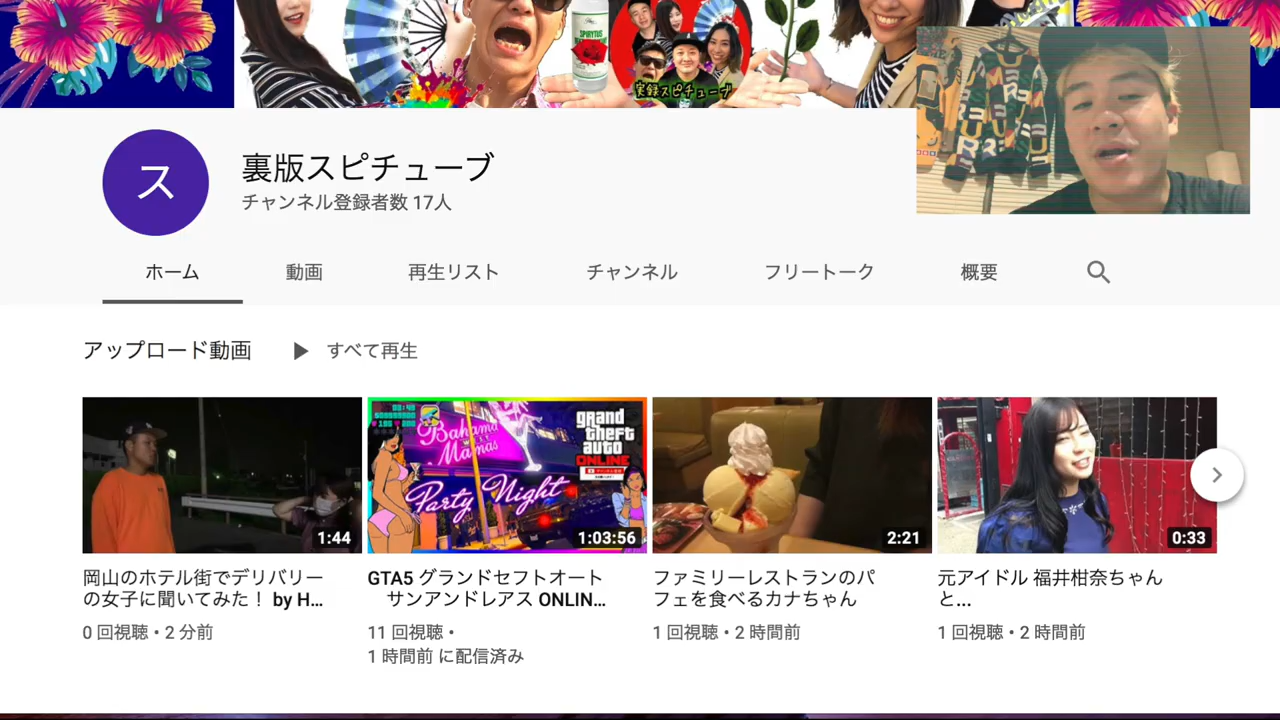 SPIRYTUS
実録スピチューブ
ス
裏版スピチューブ
チャンネル登録者数 17人
ホーム
動画
再生リスト
チャンネル
フリートーク
概要
アップロード動画
すべて再生
Bahama
Mamas
Party Night
grand
theft
auto
ONLINE
1:44
1:03:56
2:21
0:33
岡山のホテル街でデリバリー
の女子に聞いてみた！ by H...
0 回視聴・2 分前
GTA5 グランドセフトオート
サンアンドレアス ONLIN...
11 回視聴・
1 時間前 に配信済み
ファミリーレストランのパ
フェを食べるカナちゃん
1 回視聴・2 時間前
元アイドル 福井柑奈ちゃん
と...
1 回視聴・2 時間前